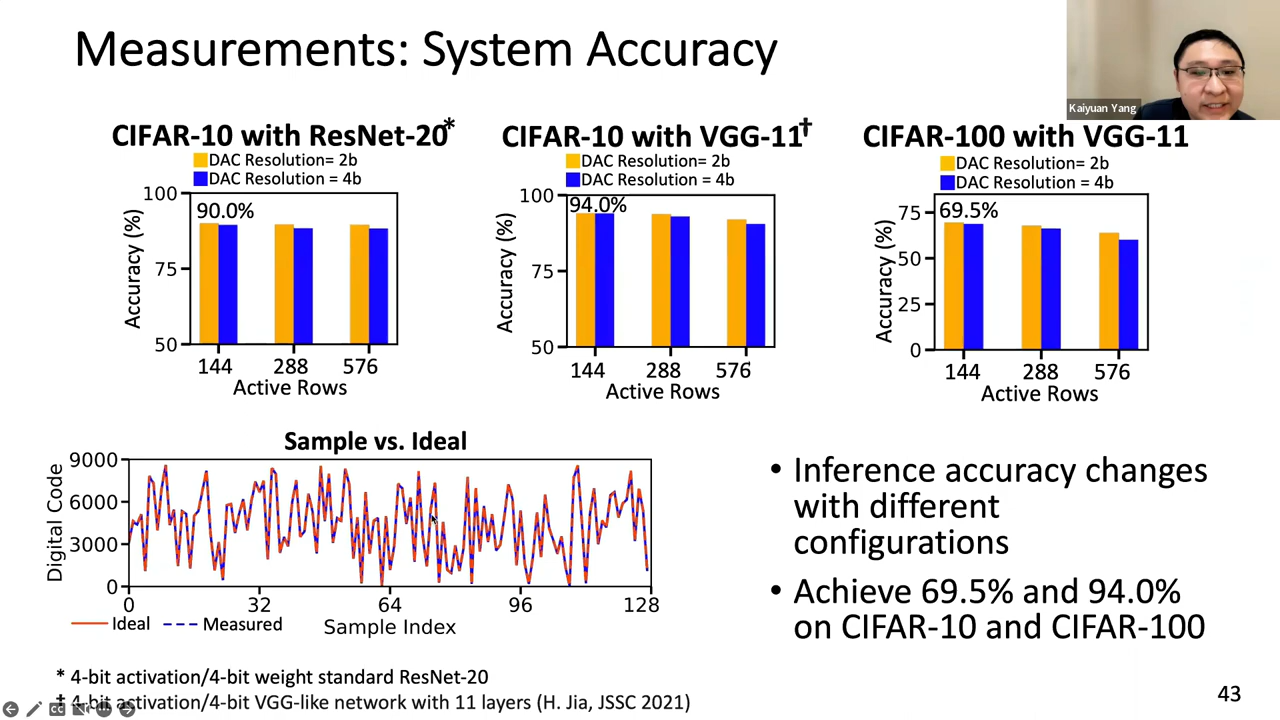 Measurements: System Accuracy
Kaiyuan Yang
CIFAR-10 with ResNet-20*
DAC Resolution= 2b
DAC Resolution = 4b
100
90.0%
75
50
Accuracy (%)
144 288 576
Active Rows
CIFAR-10 with VGG-11†
DAC Resolution= 2b
DAC Resolution = 4b
100
94.0%
75
50
Accuracy (%)
144 288 576
Active Rows
CIFAR-100 with VGG-11
DAC Resolution= 2b
DAC Resolution = 4b
75
69.5%
50
25
0
Accuracy (%)
144 288 576
Active Rows
Sample vs. Ideal
9000
6000
3000
0
Digital Code
0 32 64 96 128
Ideal Measured Sample Index
• Inference accuracy changes
with different
configurations
• Achieve 69.5% and 94.0%
on CIFAR-10 and CIFAR-100
* 4-bit activation/4-bit weight standard ResNet-20
† 4-bit activation/4-bit VGG-like network with 11 layers (H. Jia, JSSC 2021)
43